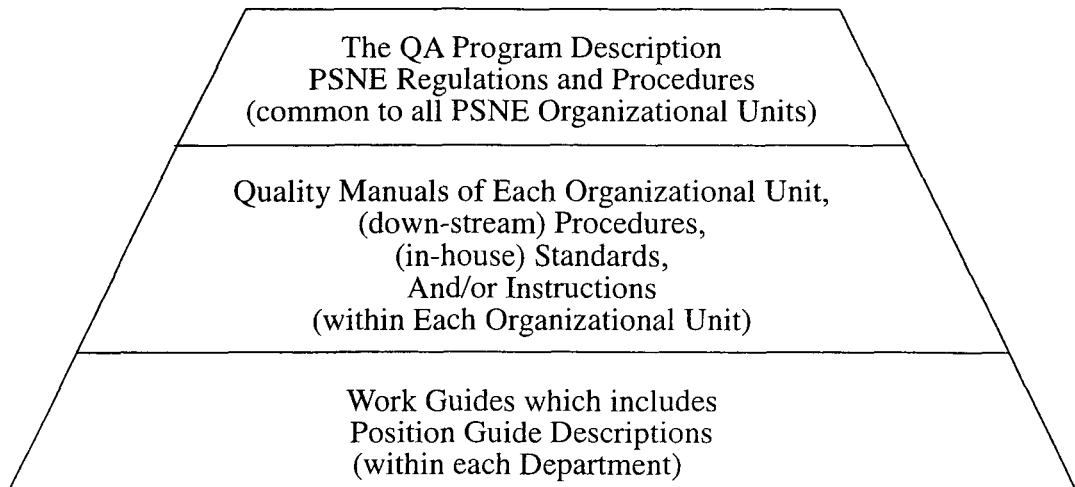 The QA Program Description
PSNE Regulations and Procedures
(common to all PSNE Organizational Units)
Quality Manuals of Each Organizational Unit,
(down-stream) Procedures,
(in-house) Standards,
And/or Instructions
(within Each Organizational Unit)
Work Guides which includes
Position Guide Descriptions
(within each Department)